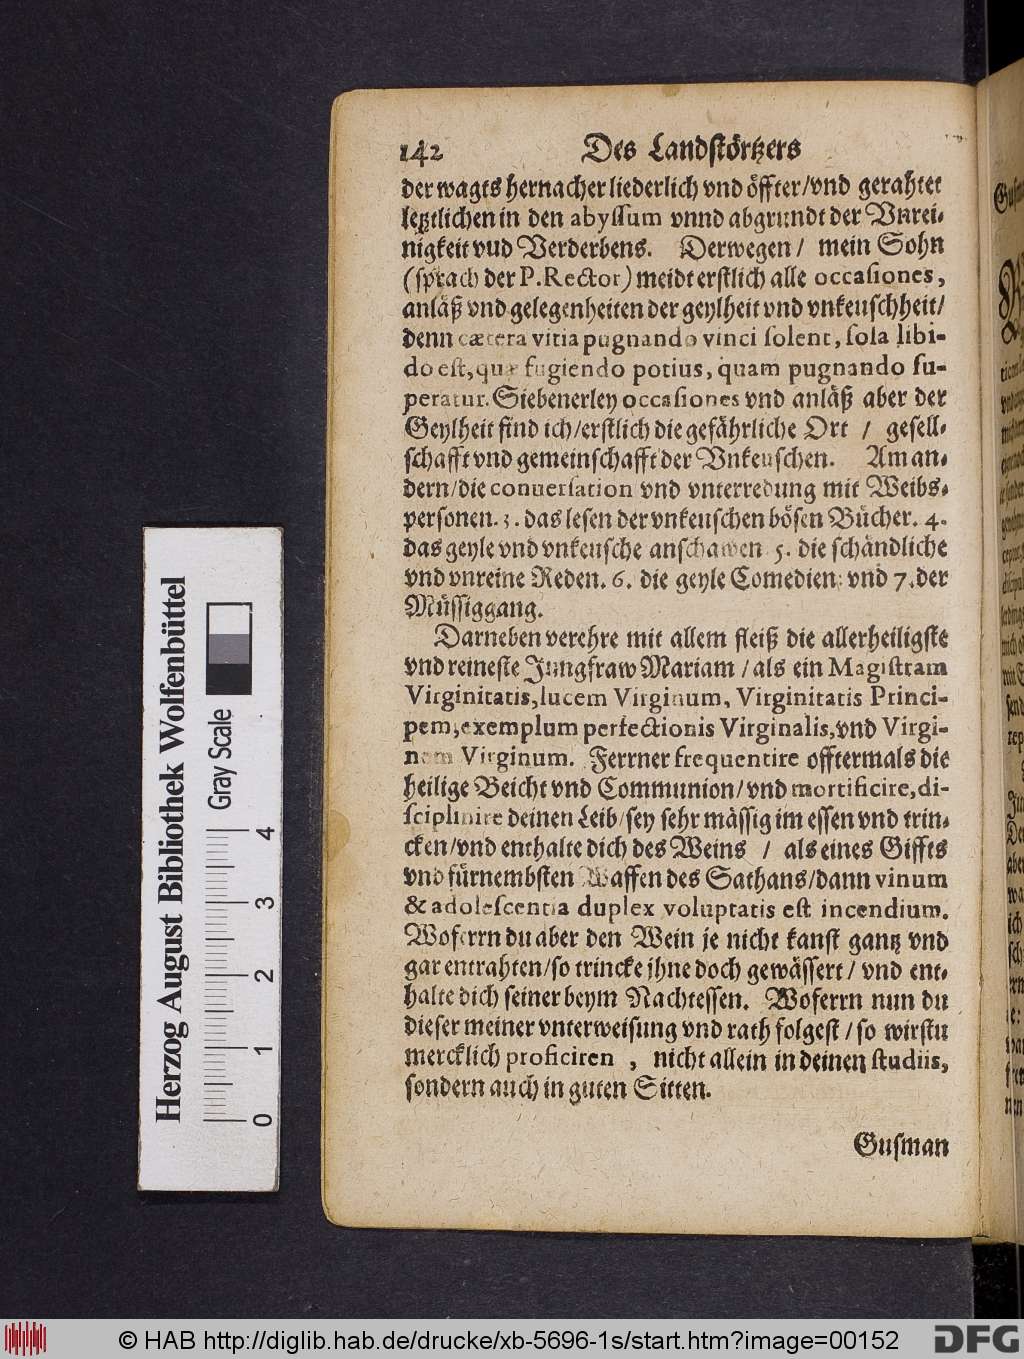 142 Des Landstörtzers
der wagts hernacher liederlich vnd öffter/vnd gerahtet
letztlichen in den abyssum vnnd abgrundt der Vnrei-
nigkeit vud Verderbens. Derwegen / mein Sohn
(sprach der P. Rector) meidt erstlich alle occasiones,
anläß vnd gelegenheiten der geylheit vnd vnkeuschheit/
denn cætera vitia pugnando vinci solent, sola libi-
do est, quæ fugiendo potius, quam pugnando su-
peratur. Siebenerley occasiones vnd anläß aber der
Geylheit find ich/erstlich die gefährliche Ort / gesell-
schafft vnd gemeinschafft der Vnkeuschen. Am an-
dern/die conuersation vnd vnterredung mit Weibs-
personen. 3. das lesen der vnkeuschen bösen Bücher. 4.
das geyle vnd vnkeusche anschawen 5. die schändliche
vnd vnreine Reden. 6. die geyle Comedien: vnd 7. der
Müssiggang.
Darneben verehre mit allem fleiß die allerheiligste
vnd reineste Jungfraw Mariam / als ein Magistram
Virginitatis, lucem Virginum, Virginitatis Princi-
pem, exemplum perfectionis Virginalis, vnd Virgi-
nem Virginum. Ferrner frequentire offtermals die
heilige Beicht vnd Communion/ vnd mortificire, di-
sciplinire deinen Leib/sey sehr mässig im essen vnd trin-
cken/vnd enthalte dich des Weins / als eines Giffts
vnd fürnembsten Waffen des Sathans/dann vinum
& adolescentia duplex voluptatis est incendium.
Woferrn du aber den Wein je nicht kanst gantz vnd
gar entrahten/so trincke jhne doch gewässert / vnd ent-
halte dich seiner beym Nachtessen. Woferrn nun du
dieser meiner vnterweisung vnd rath folgest / so wirstu
mercklich proficiren , nicht allein in deinen studiis,
sondern auch in guten Sitten.
Gusman
Herzog August Bibliothek Wolfenbüttel
Gray Scale
0 1 2 3 4
© HAB http://diglib.hab.de/drucke/xb-5696-1s/start.htm?image=00152
DFG